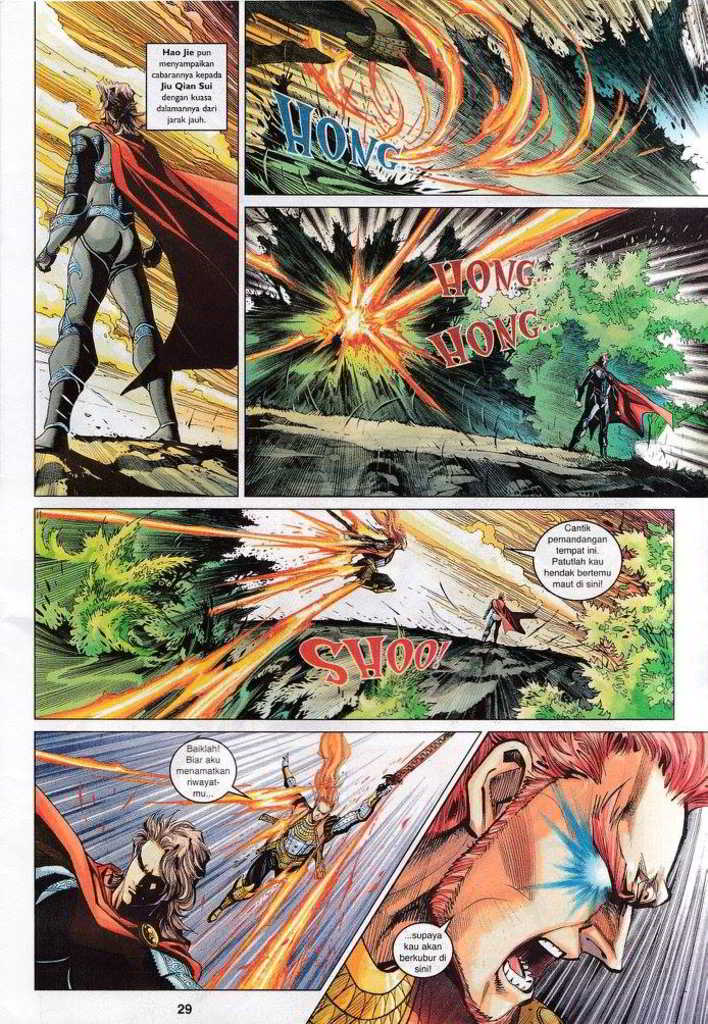 Hao Jie pun
menyampaikan
cabarannya kepada
Jiu Qian Sui
dengan kuasa
dalamannya dari
jarak jauh.
HONG...
HONG...
HONG...
Cantik
pemandangan
tempat ini.
Patutlah kau
hendak bertemu
maut di sini!
SHOO!
Baiklah!
Biar aku
menamatkan
riwayat-
mu...
...supaya
kau akan
berkubur di
sini!
29